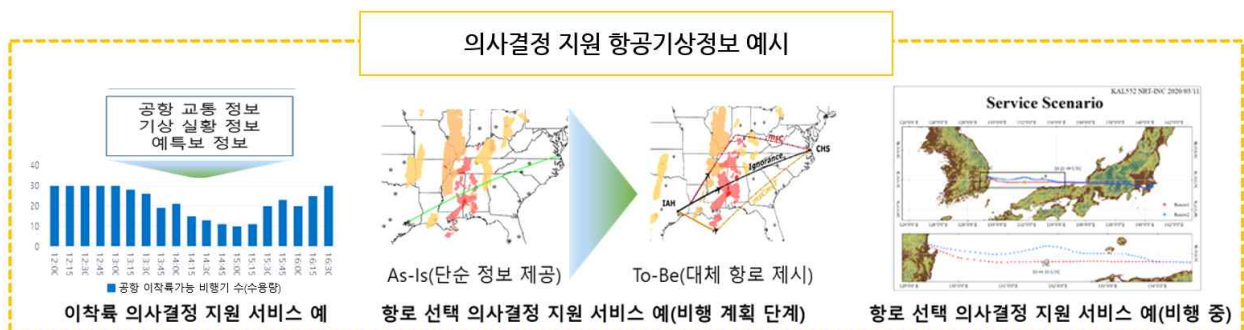 의사결정 지원 항공기상정보 예시
공항 교통 정보
기상 실황 정보
예특보 정보
40
30
20
10
0
12:00
12:15
12:30
12:45
13:00
13:15
13:30
13:45
14:00
14:15
14:30
14:45
15:00
15:15
15:30
15:45
16:00
16:15
16:30
공항 이착륙가능 비행기 수(수용량)
이착륙 의사결정 지원 서비스 예
As-Is(단순 정보 제공)
CHS
Ignorance
IAH
To-Be(대체 항로 제시)
항로 선택 의사결정 지원 서비스 예(비행 계획 단계)
KAL552 NRT-INC 2020/03/11
Service Scenario
Route1
Route2
항로 선택 의사결정 지원 서비스 예(비행 중)